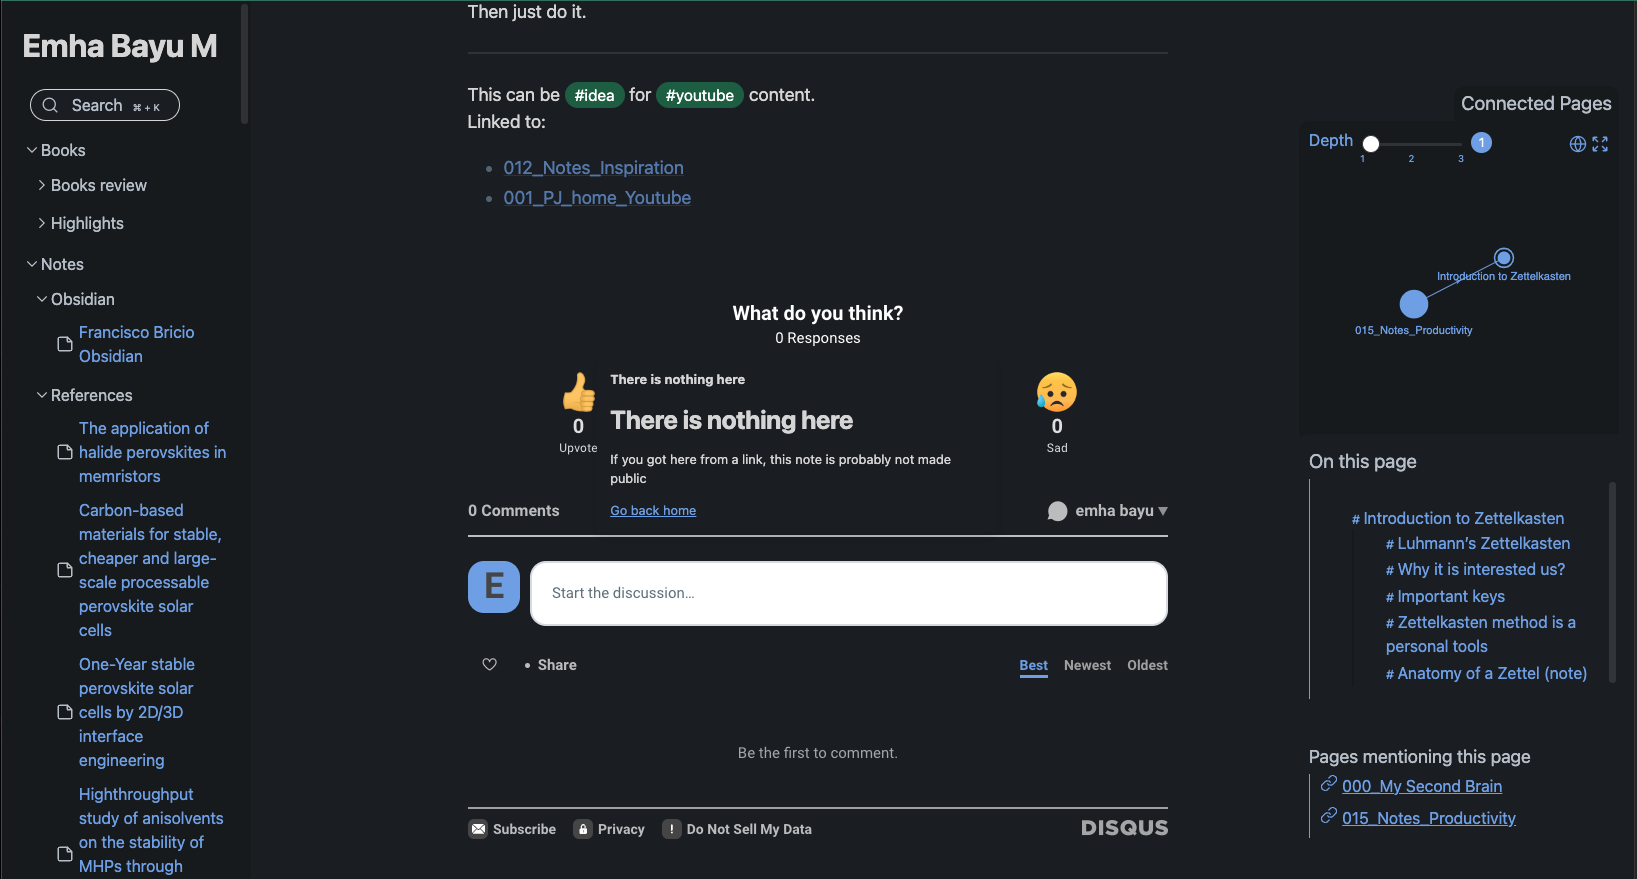 Emha Bayu M
Search ⌘ + K
Books
Books review
Highlights
Notes
Obsidian
Francisco Bricio
Obsidian
References
The application of
halide perovskites in
memristors
Carbon-based
materials for stable,
cheaper and large-
scale processable
perovskite solar
cells
One-Year stable
perovskite solar
cells by 2D/3D
interface
engineering
Highthroughput
study of anisolvents
on the stability of
MHPs through
Then just do it.
This can be #idea for #youtube content.
Linked to:
012_Notes_Inspiration
001_PJ_home_Youtube
What do you think?
0 Responses
0
Upvote
There is nothing here
There is nothing here
If you got here from a link, this note is probably not made
public
Go back home
0
Sad
0 Comments
emha bayu
E
Start the discussion…
• Share
Best Newest Oldest
Be the first to comment.
Subscribe Privacy ! Do Not Sell My Data
DISQUS
Connected Pages
Depth 1 2 3 1
Introduction to Zettelkasten
015_Notes_Productivity
On this page
# Introduction to Zettelkasten
# Luhmann’s Zettelkasten
# Why it is interested us?
# Important keys
# Zettelkasten method is a
personal tools
# Anatomy of a Zettel (note)
Pages mentioning this page
000_My Second Brain
015_Notes_Productivity